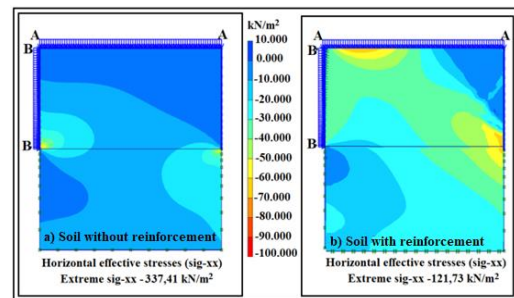 A
A
B
B
a) Soil without reinforcement
Horizontal effective stresses (sig-xx)
Extreme sig-xx -337,41 kN/m²
kN/m²
10.000
0.000
-10.000
-20.000
-30.000
-40.000
-50.000
-60.000
-70.000
-80.000
-90.000
-100.000
A
A
B
B
b) Soil with reinforcement
Horizontal effective stresses (sig-xx)
Extreme sig-xx -121,73 kN/m²